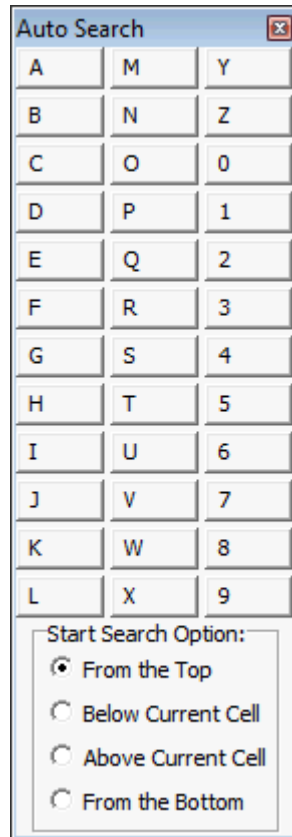 Auto Search
A M Y
B N Z
C O 0
D P 1
E Q 2
F R 3
G S 4
H T 5
I U 6
J V 7
K W 8
L X 9
Start Search Option:
From the Top
Below Current Cell
Above Current Cell
From the Bottom